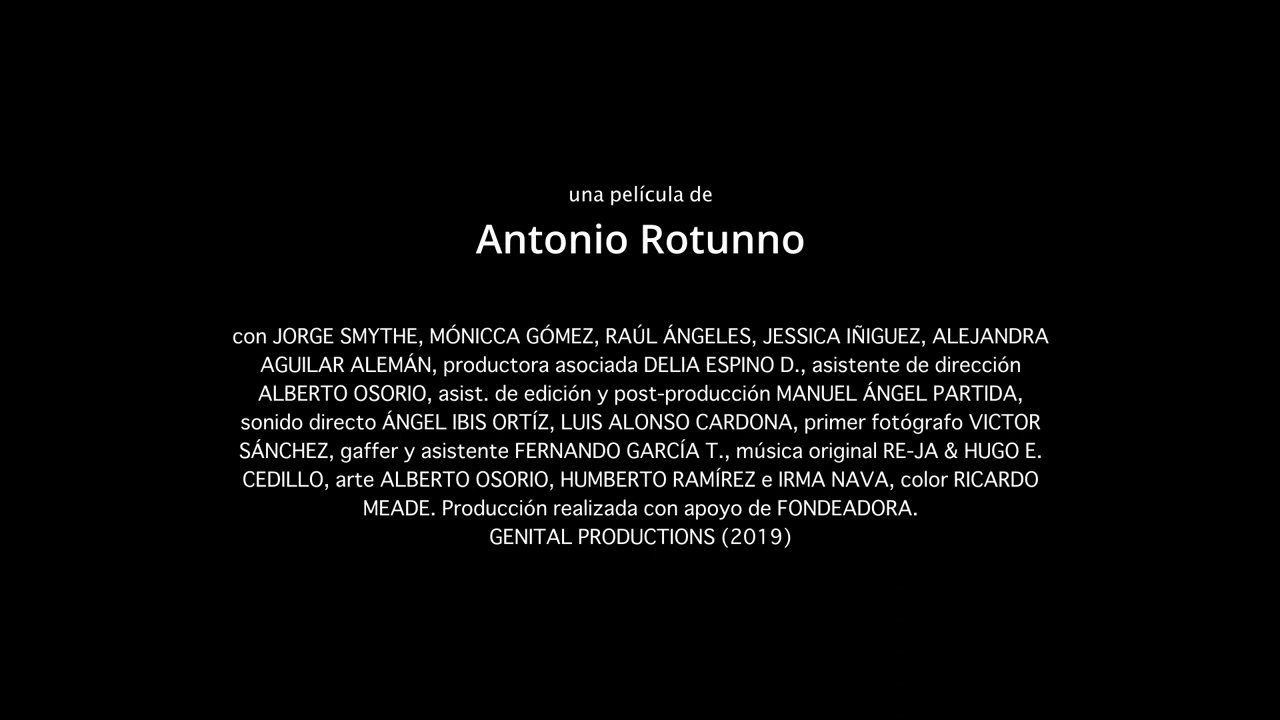 una película de
Antonio Rotunno
con JORGE SMYTHE, MÓNICCA GÓMEZ, RAÚL ÁNGELES, JESSICA IÑIGUEZ, ALEJANDRA
AGUILAR ALEMÁN, productora asociada DELIA ESPINO D., asistente de dirección
ALBERTO OSORIO, asist. de edición y post-producción MANUEL ÁNGEL PARTIDA,
sonido directo ÁNGEL IBIS ORTÍZ, LUIS ALONSO CARDONA, primer fotógrafo VICTOR
SÁNCHEZ, gaffer y asistente FERNANDO GARCÍA T., música original RE-JA & HUGO E.
CEDILLO, arte ALBERTO OSORIO, HUMBERTO RAMÍREZ e IRMA NAVA, color RICARDO
MEADE. Producción realizada con apoyo de FONDEADORA.
GENITAL PRODUCTIONS (2019)